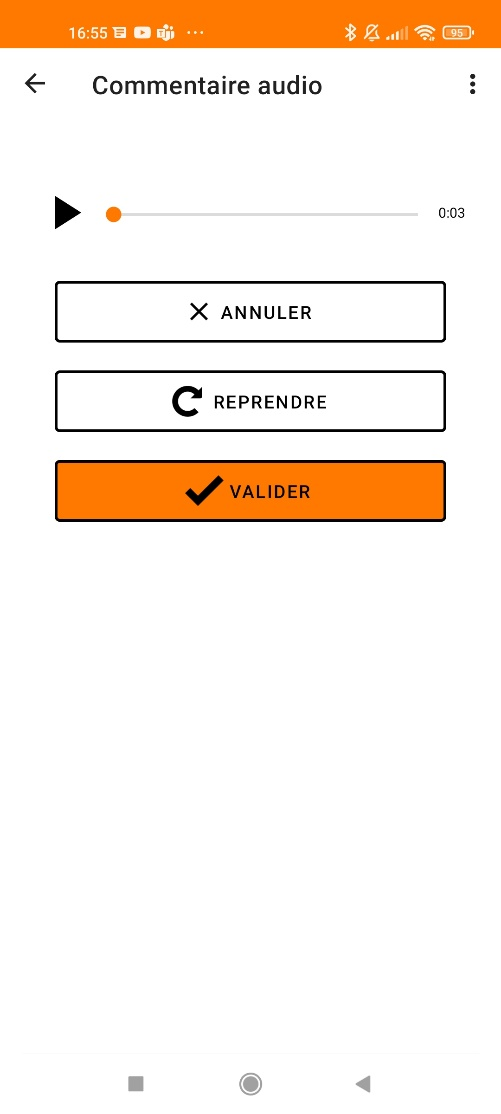 16:55 ... 95
Commentaire audio
0:03
ANNULER
REPRENDRE
VALIDER